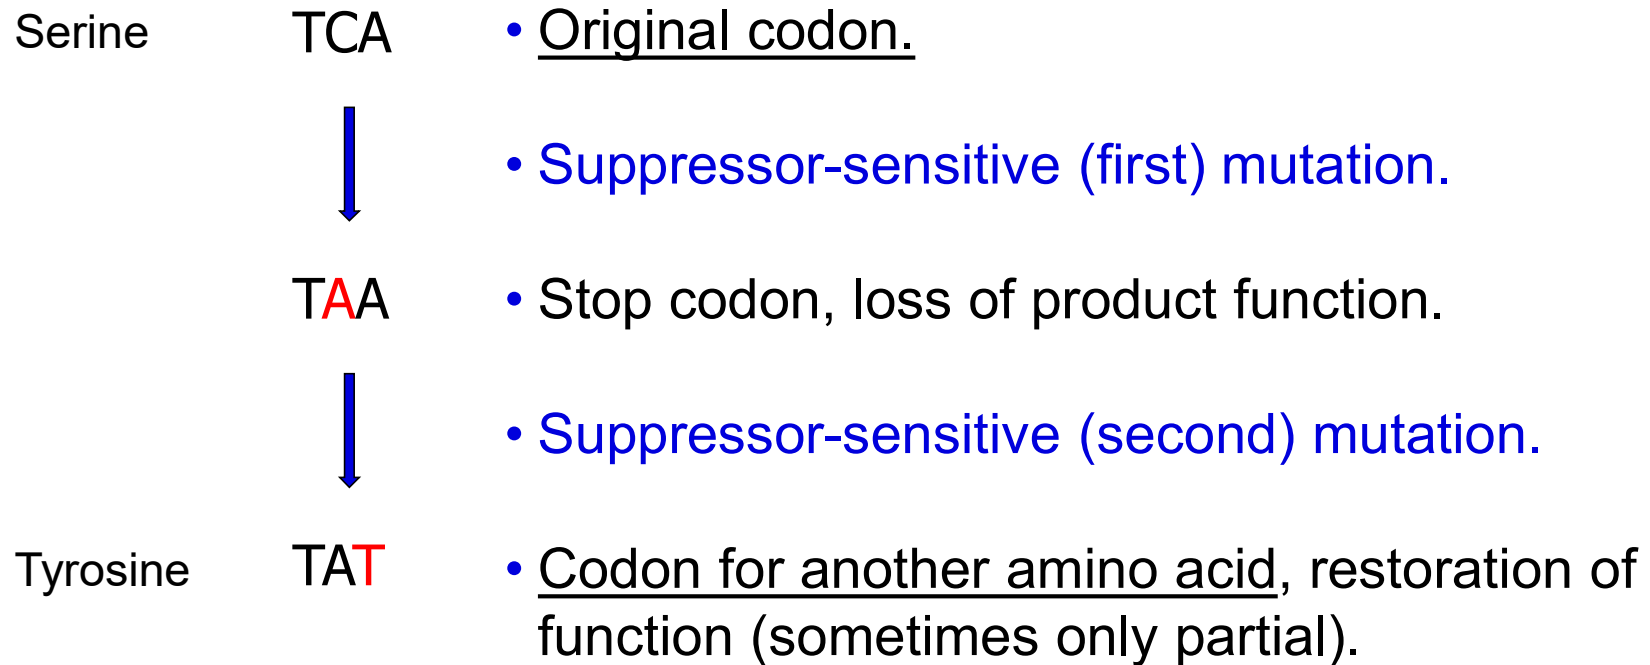 Serine TCA • Original codon.
• Suppressor-sensitive (first) mutation.
TAA • Stop codon, loss of product function.
• Suppressor-sensitive (second) mutation.
Tyrosine TAT • Codon for another amino acid, restoration of
function (sometimes only partial).